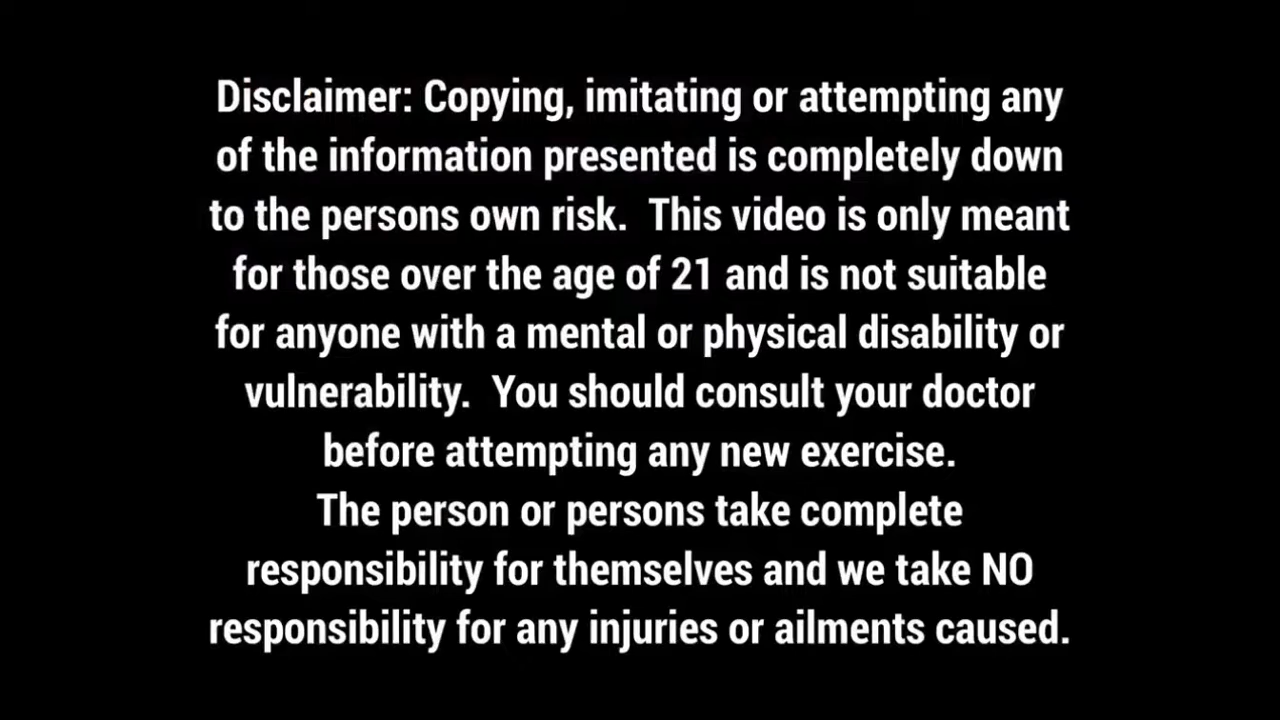 Disclaimer: Copying, imitating or attempting any
of the information presented is completely down
to the persons own risk.  This video is only meant
for those over the age of 21 and is not suitable
for anyone with a mental or physical disability or
vulnerability.  You should consult your doctor
before attempting any new exercise.
The person or persons take complete
responsibility for themselves and we take NO
responsibility for any injuries or ailments caused.